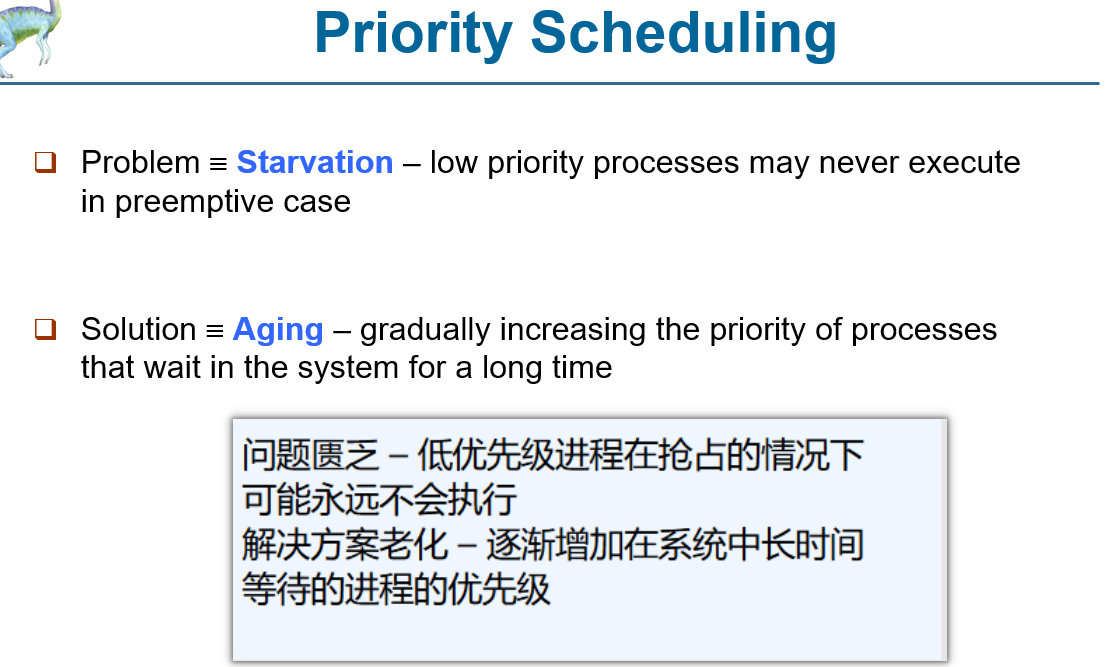 Priority Scheduling
Problem ≡ Starvation – low priority processes may never execute
in preemptive case
Solution ≡ Aging – gradually increasing the priority of processes
that wait in the system for a long time
问题匮乏 – 低优先级进程在抢占的情况下
可能永远不会执行
解决方案老化 – 逐渐增加在系统中长时间
等待的进程的优先级